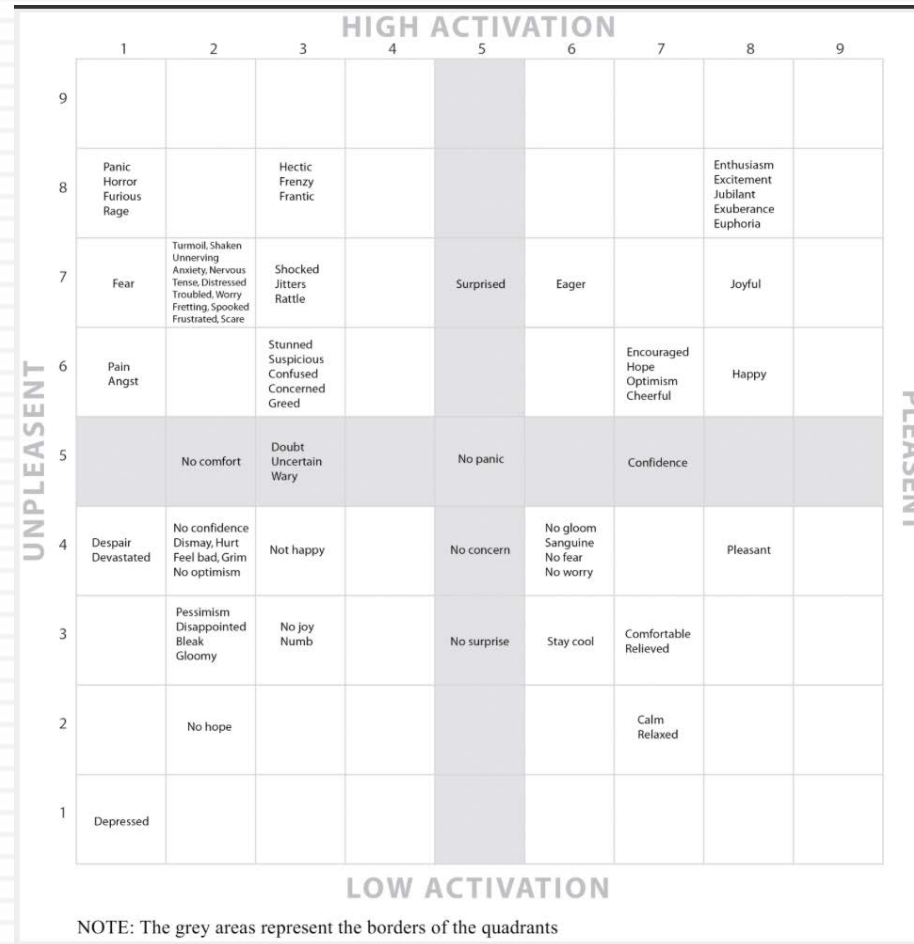 HIGH ACTIVATION
1 2 3 4 5 6 7 8 9
9
8
Panic
Horror
Furious
Rage
Hectic
Frenzy
Frantic
Enthusiasm
Excitement
Jubilant
Exuberance
Euphoria
7
Fear
Turmoil, Shaken
Unnerving
Anxiety, Nervous
Tense, Distressed
Troubled, Worry
Fretting, Spooked
Frustrated, Scare
Shocked
Jitters
Rattle
Surprised
Eager
Joyful
6
Pain
Angst
Stunned
Suspicious
Confused
Concerned
Greed
Encouraged
Hope
Optimism
Cheerful
Happy
UNPLEASENT
PLEASENT
5
No comfort
Doubt
Uncertain
Wary
No panic
Confidence
4
Despair
Devastated
No confidence
Dismay, Hurt
Feel bad, Grim
No optimism
Not happy
No concern
No gloom
Sanguine
No fear
No worry
Pleasant
3
Pessimism
Disappointed
Bleak
Gloomy
No joy
Numb
No surprise
Stay cool
Comfortable
Relieved
2
No hope
Calm
Relaxed
1
Depressed
LOW ACTIVATION
NOTE: The grey areas represent the borders of the quadrants